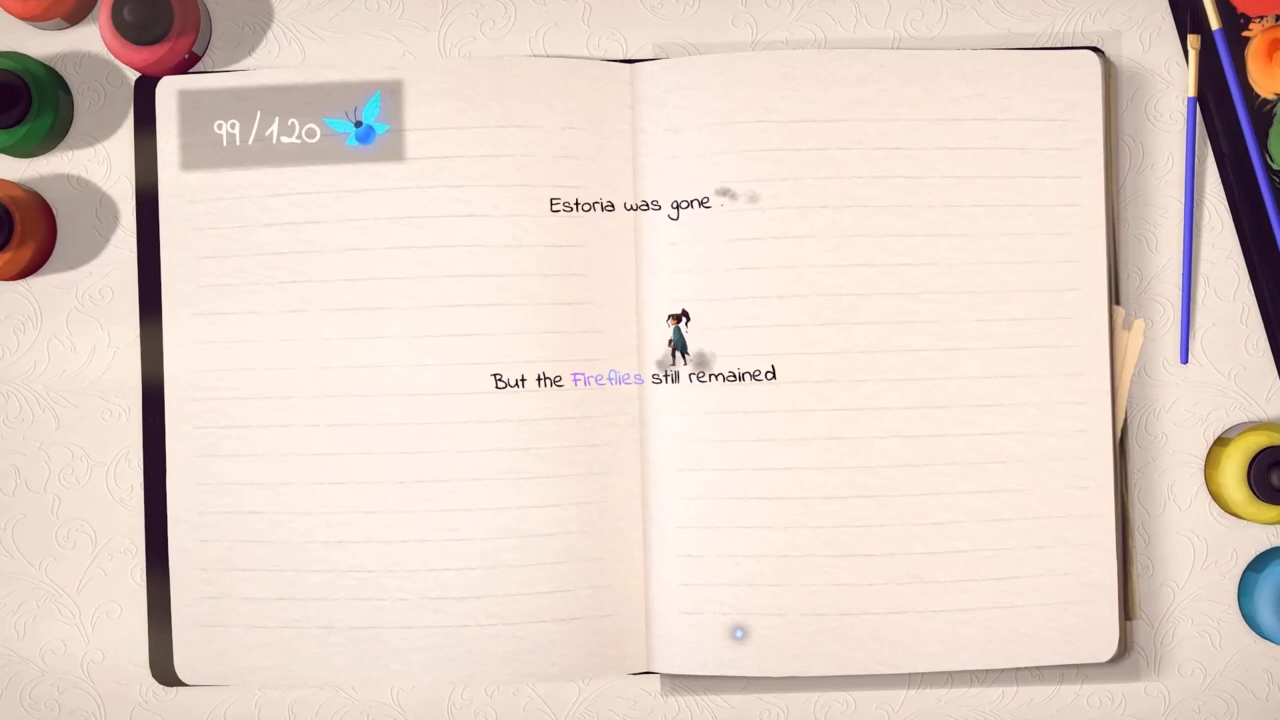 99/120
Estoria was gone .
But the Fireflies still remained